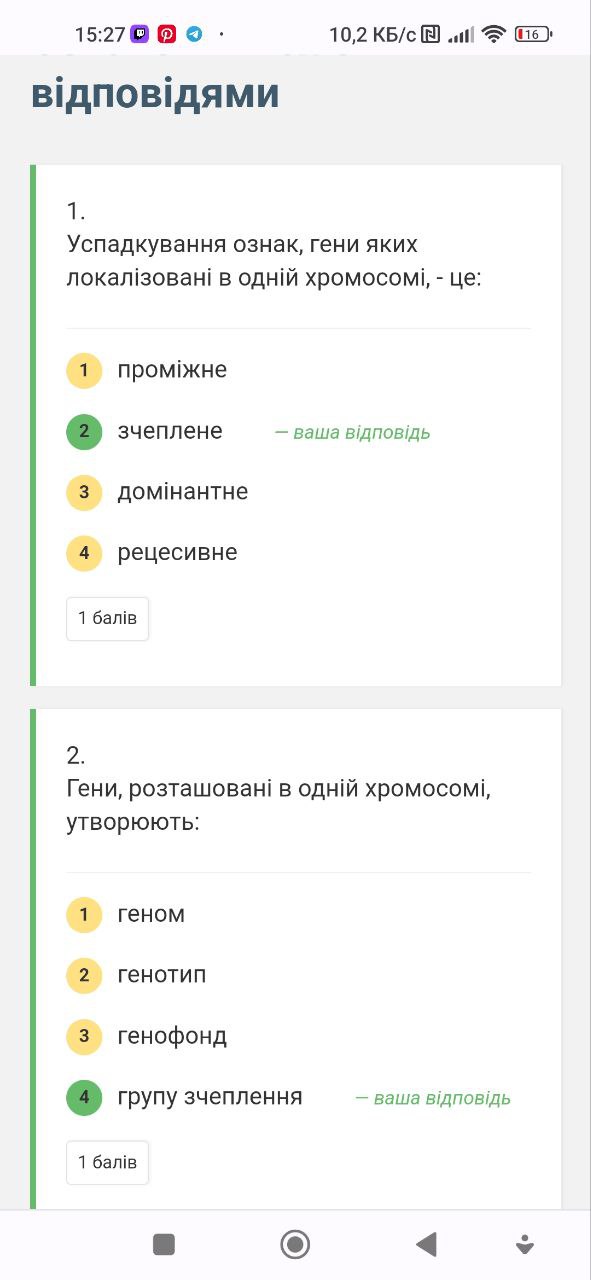 15:27 10,2 КБ/с 16
відповідями
1.
Успадкування ознак, гени яких
локалізовані в одній хромосомі, - це:
1 проміжне
2 зчеплене — ваша відповідь
3 домінантне
4 рецесивне
1 балів
2.
Гени, розташовані в одній хромосомі,
утворюють:
1 геном
2 генотип
3 генофонд
4 групу зчеплення — ваша відповідь
1 балів